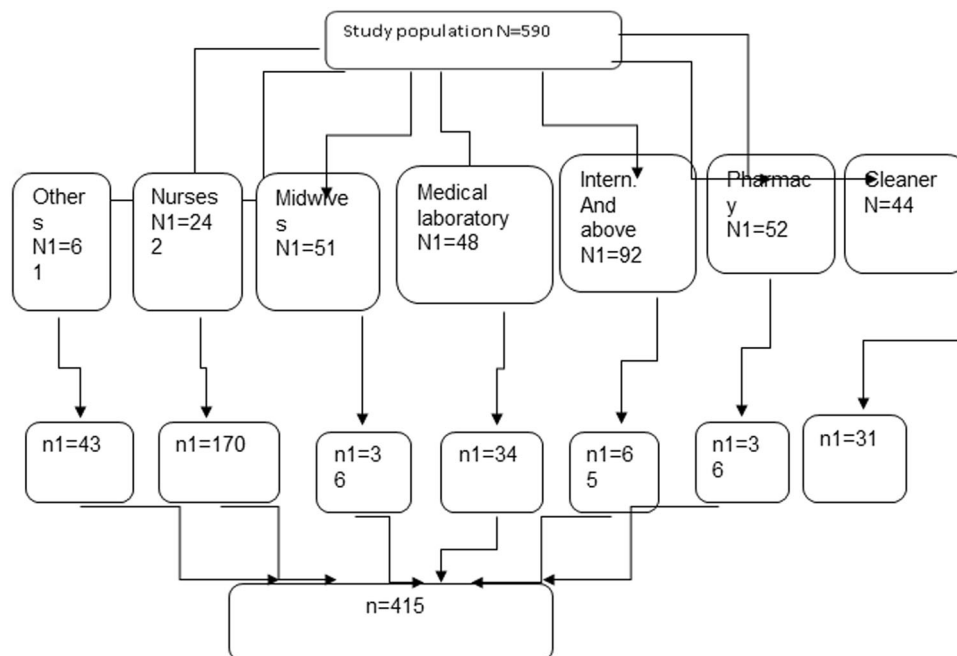 Study population N=590
Other
s
N1=6
1
Nurses
N1=24
2
Midwive
s
N1=51
Medical
laboratory
N1=48
Intern.
And
above
N1=92
Pharmac
y
N1=52
Cleaner
N=44
n1=43
n1=170
n1=3
6
n1=34
n1=6
5
n1=3
6
n1=31
n=415